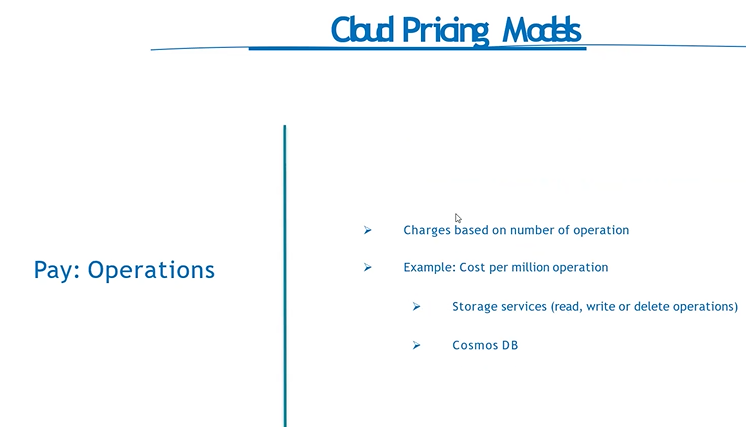 Cloud Pricing Models
Pay: Operations
Charges based on number of operation
Example: Cost per million operation
Storage services (read, write or delete operations)
Cosmos DB